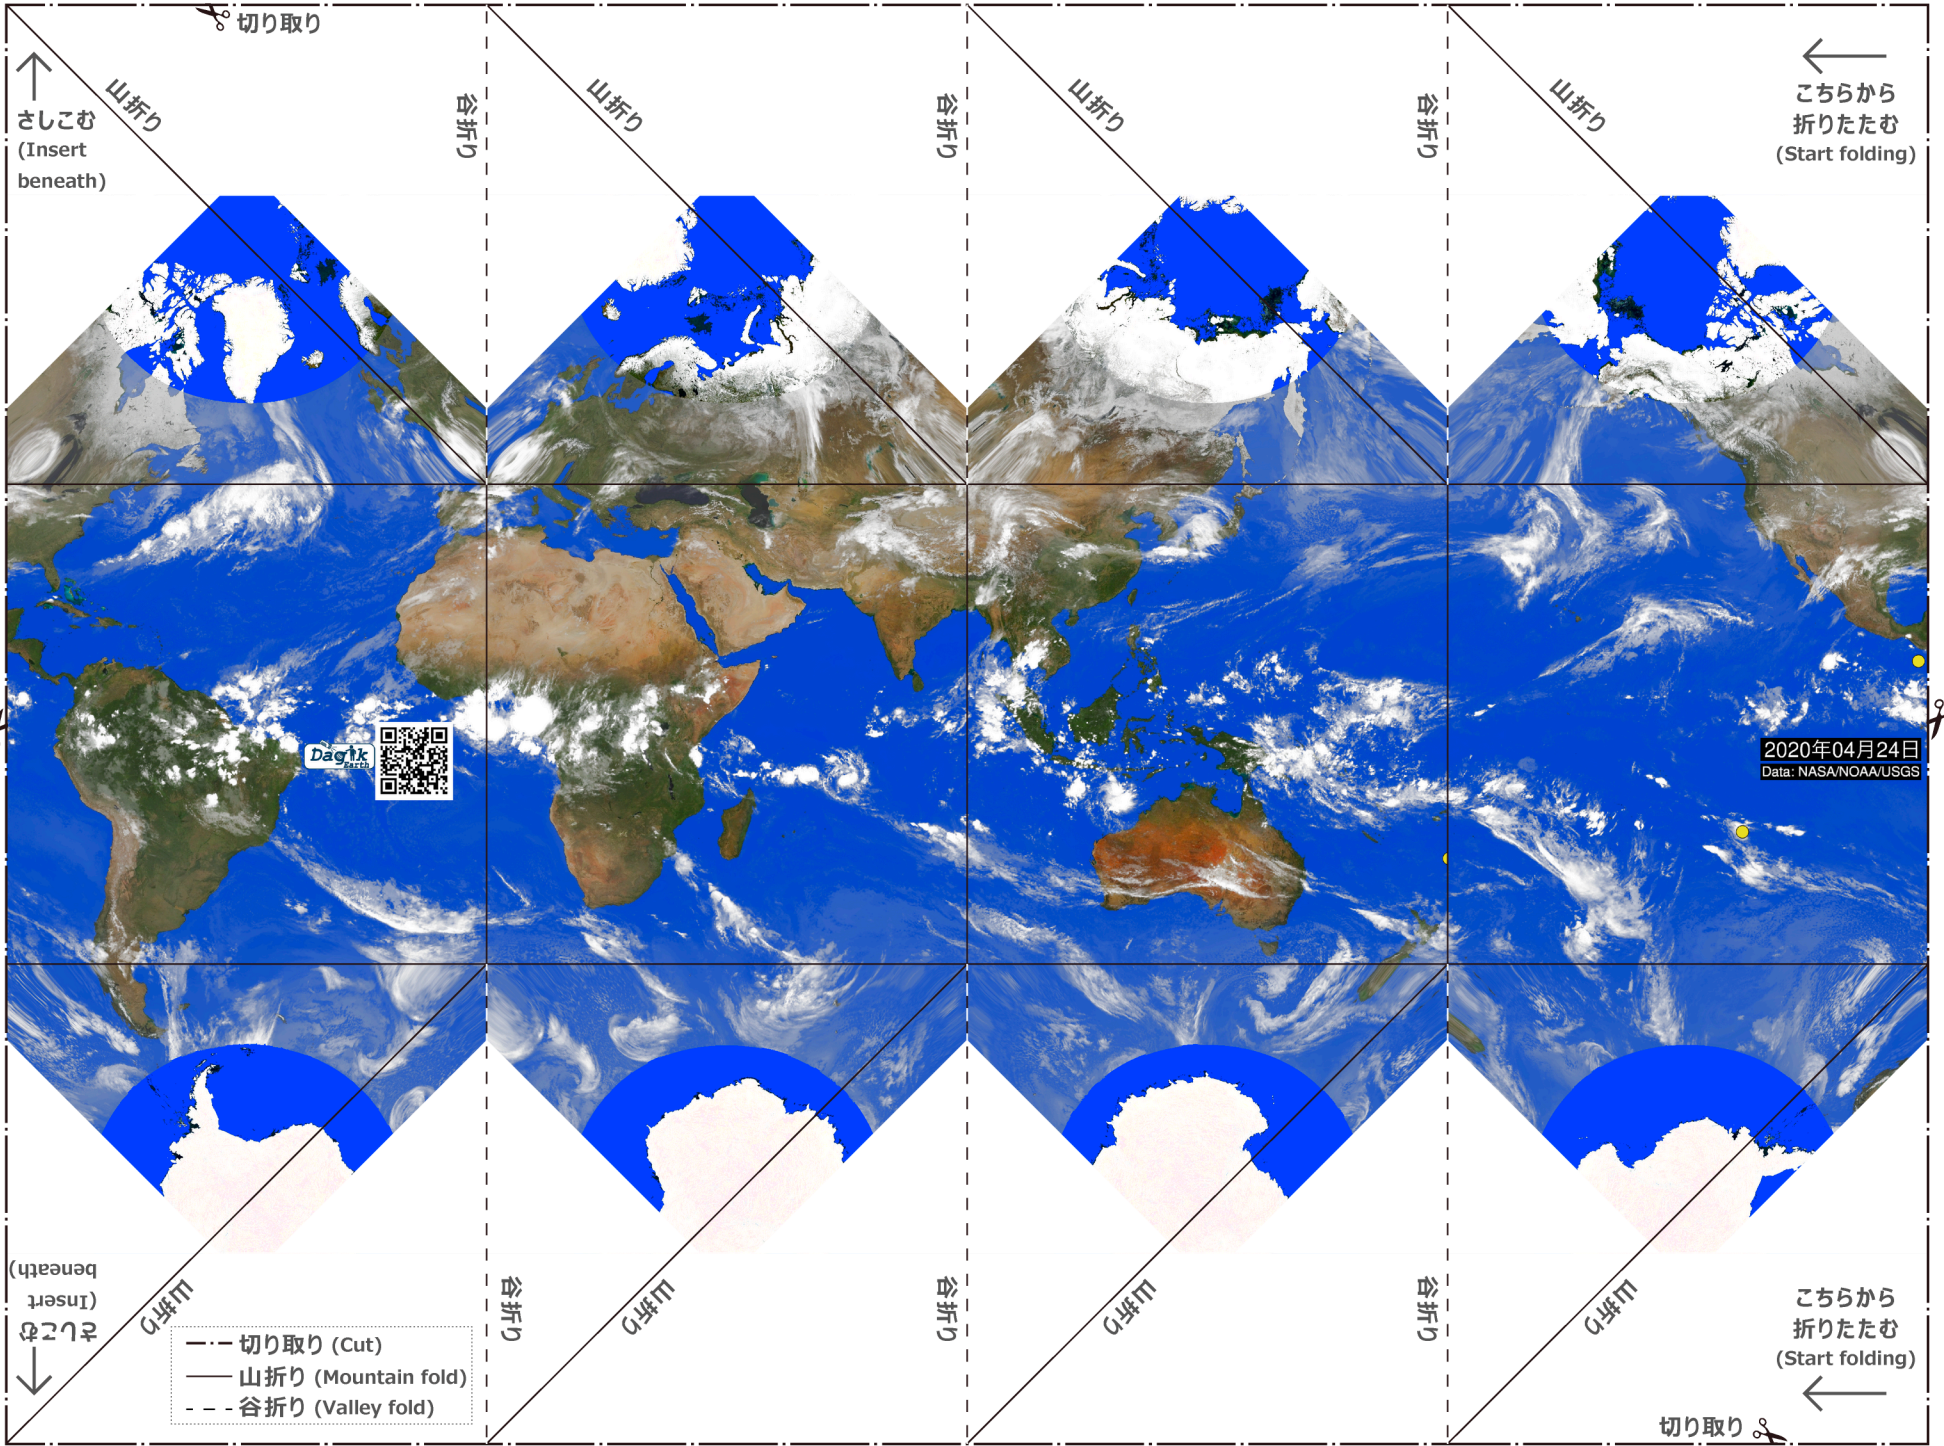 切り取り
さしこむ
(Insert
beneath)
山折り
谷折り
山折り
谷折り
山折り
谷折り
山折り
こちらから
折りたたむ
(Start folding)
Dagik
Earth
2020年04月24日
Data: NASA/NOAA/USGS
さしこむ
(Insert
beneath)
山折り
谷折り
山折り
谷折り
山折り
谷折り
山折り
こちらから
折りたたむ
(Start folding)
切り取り (Cut)
山折り (Mountain fold)
谷折り (Valley fold)
切り取り